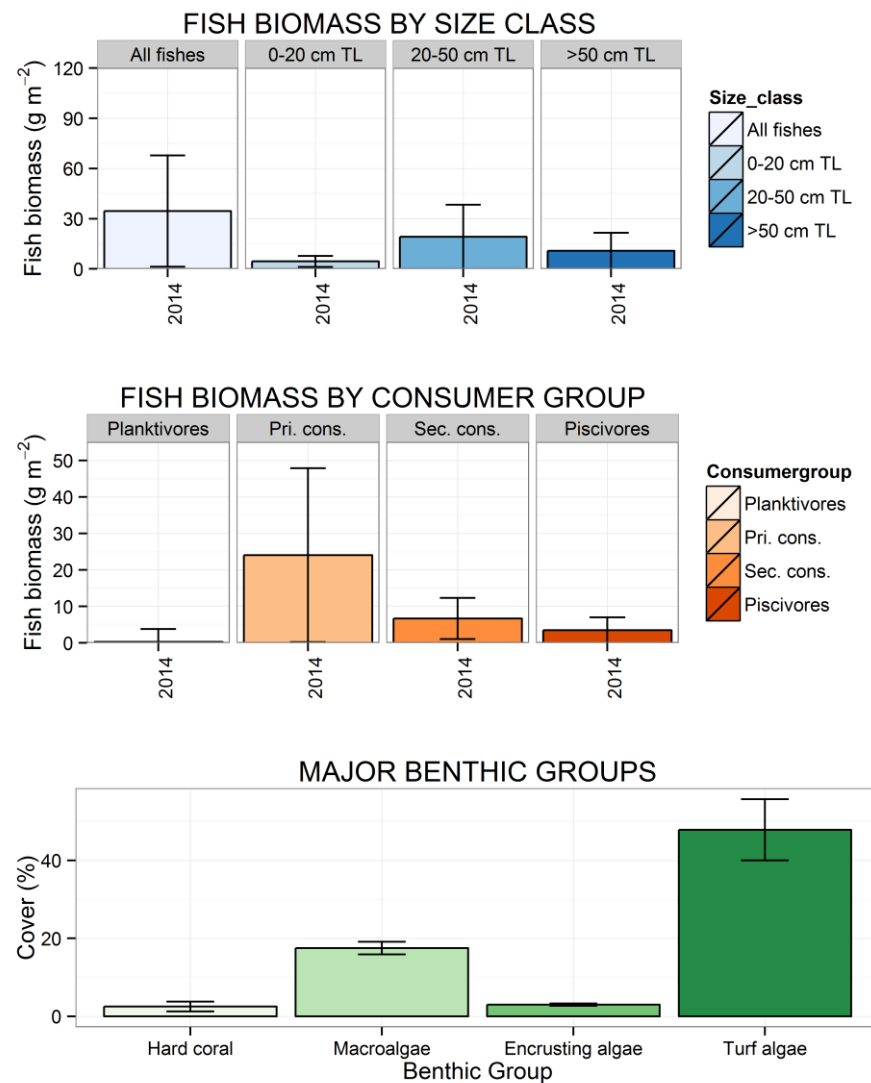 FISH BIOMASS BY SIZE CLASS
All fishes 0-20 cm TL 20-50 cm TL >50 cm TL
Fish biomass (g m⁻²)
120
90
60
30
0
2014 2014 2014 2014
Size_class
All fishes
0-20 cm TL
20-50 cm TL
>50 cm TL
FISH BIOMASS BY CONSUMER GROUP
Planktivores Pri. cons. Sec. cons. Piscivores
Fish biomass (g m⁻²)
50
40
30
20
10
0
2014 2014 2014 2014
Consumergroup
Planktivores
Pri. cons.
Sec. cons.
Piscivores
MAJOR BENTHIC GROUPS
Cover (%)
40
20
0
Hard coral Macroalgae Encrusting algae Turf algae
Benthic Group